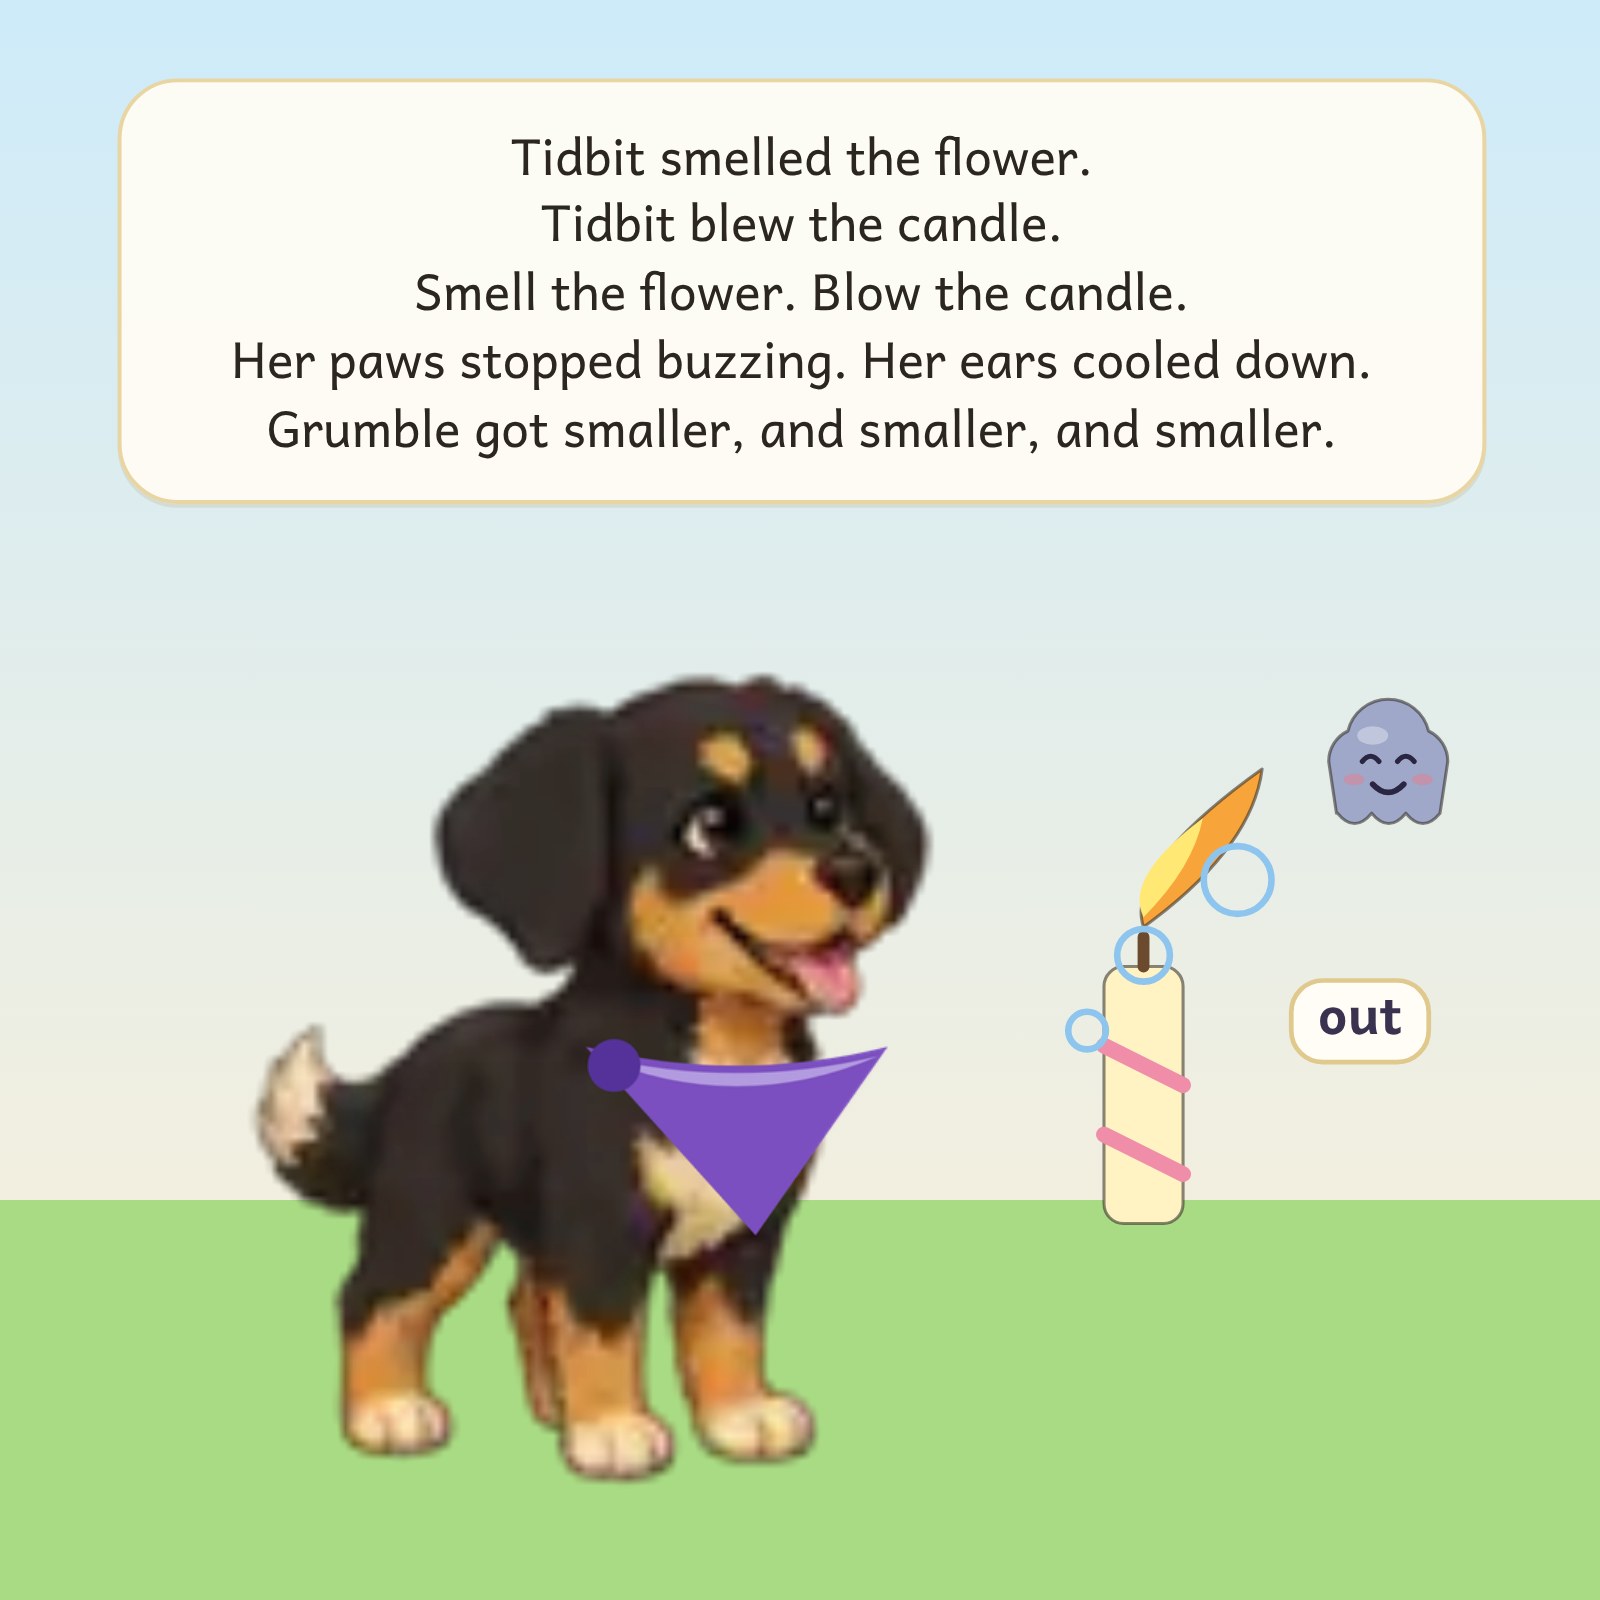 Tidbit smelled the flower.
Tidbit blew the candle.
Smell the flower. Blow the candle.
Her paws stopped buzzing. Her ears cooled down.
Grumble got smaller, and smaller, and smaller.
out